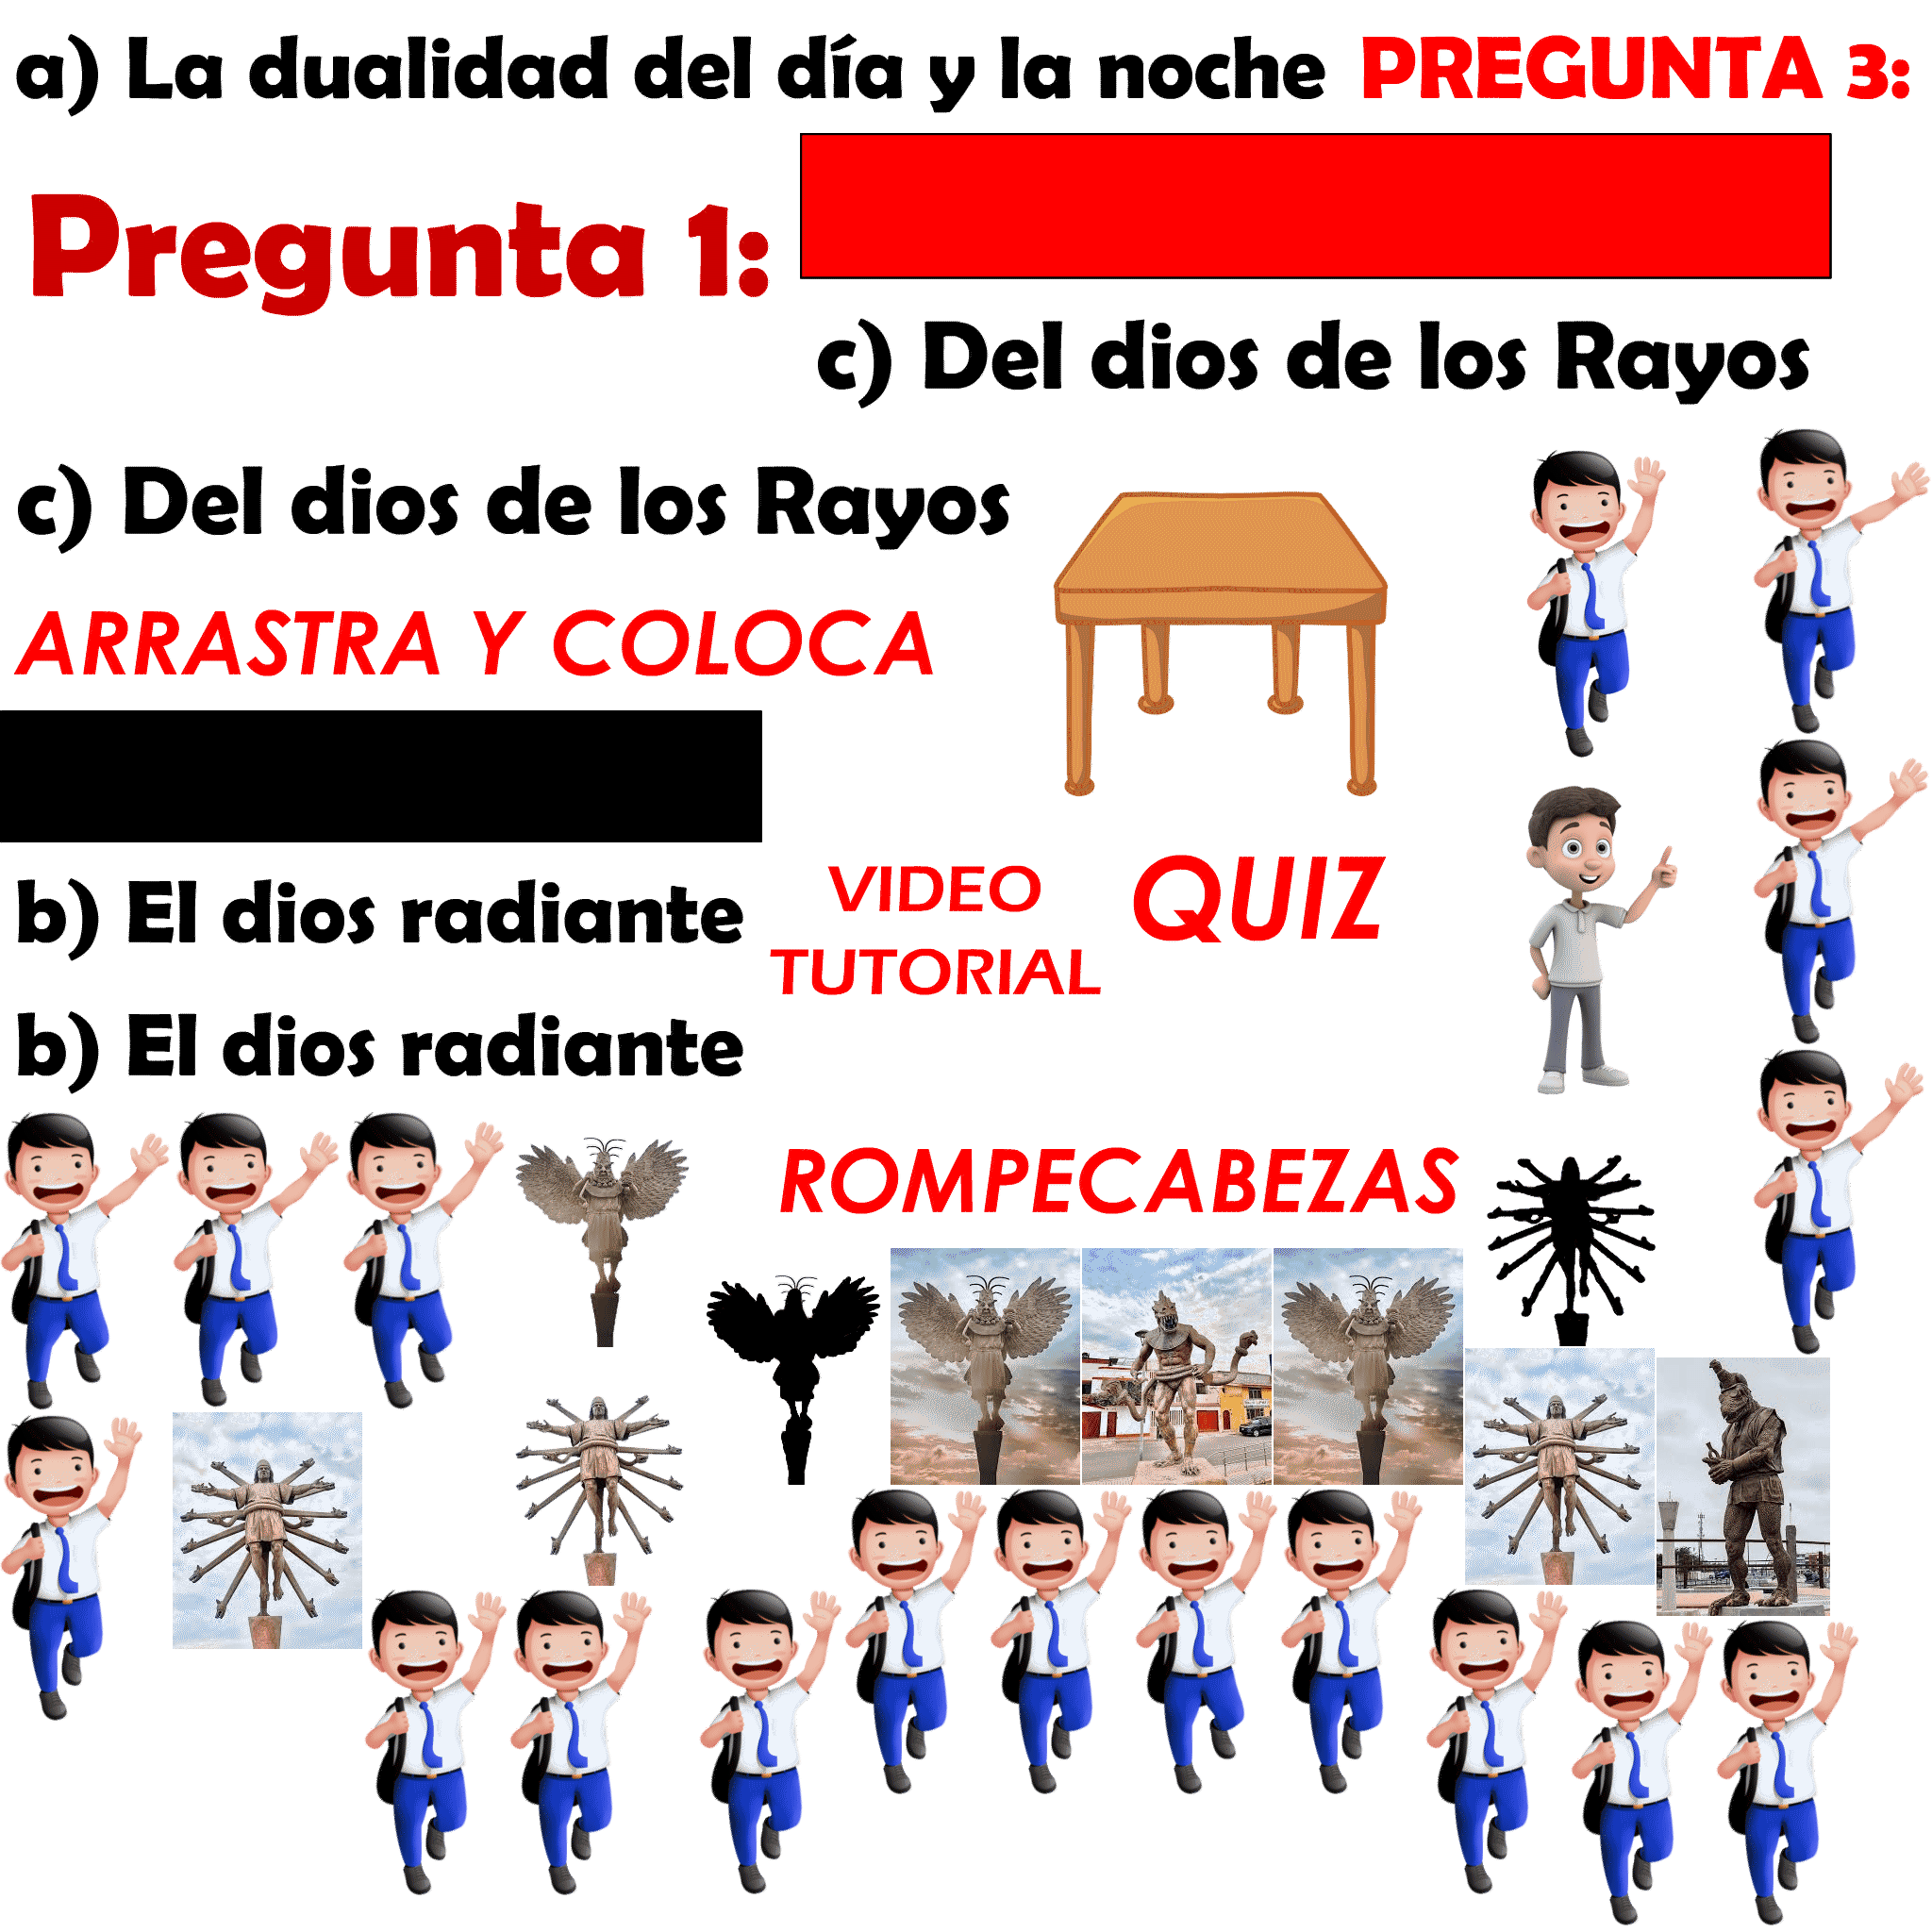 a) La dualidad del día y la noche PREGUNTA 3:
Pregunta 1:
c) Del dios de los Rayos
c) Del dios de los Rayos
ARRASTRA Y COLOCA
b) El dios radiante
VIDEO
TUTORIAL
QUIZ
b) El dios radiante
ROMPECABEZAS